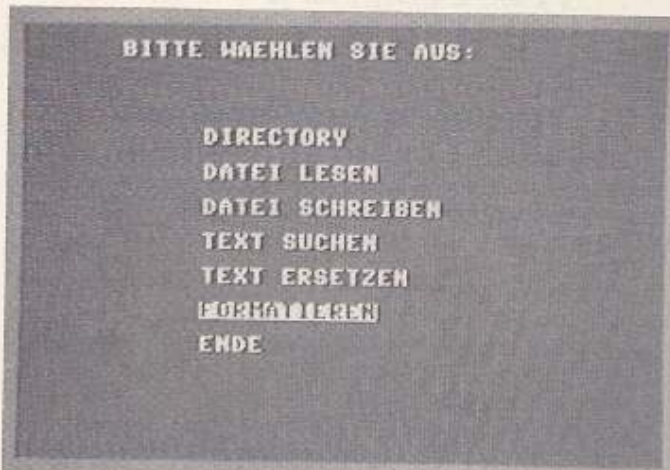 BITTE WAEHLEN SIE AUS:
DIRECTORY
DATEI LESEN
DATEI SCHREIBEN
TEXT SUCHEN
TEXT ERSETZEN
FORMATIEREN
ENDE